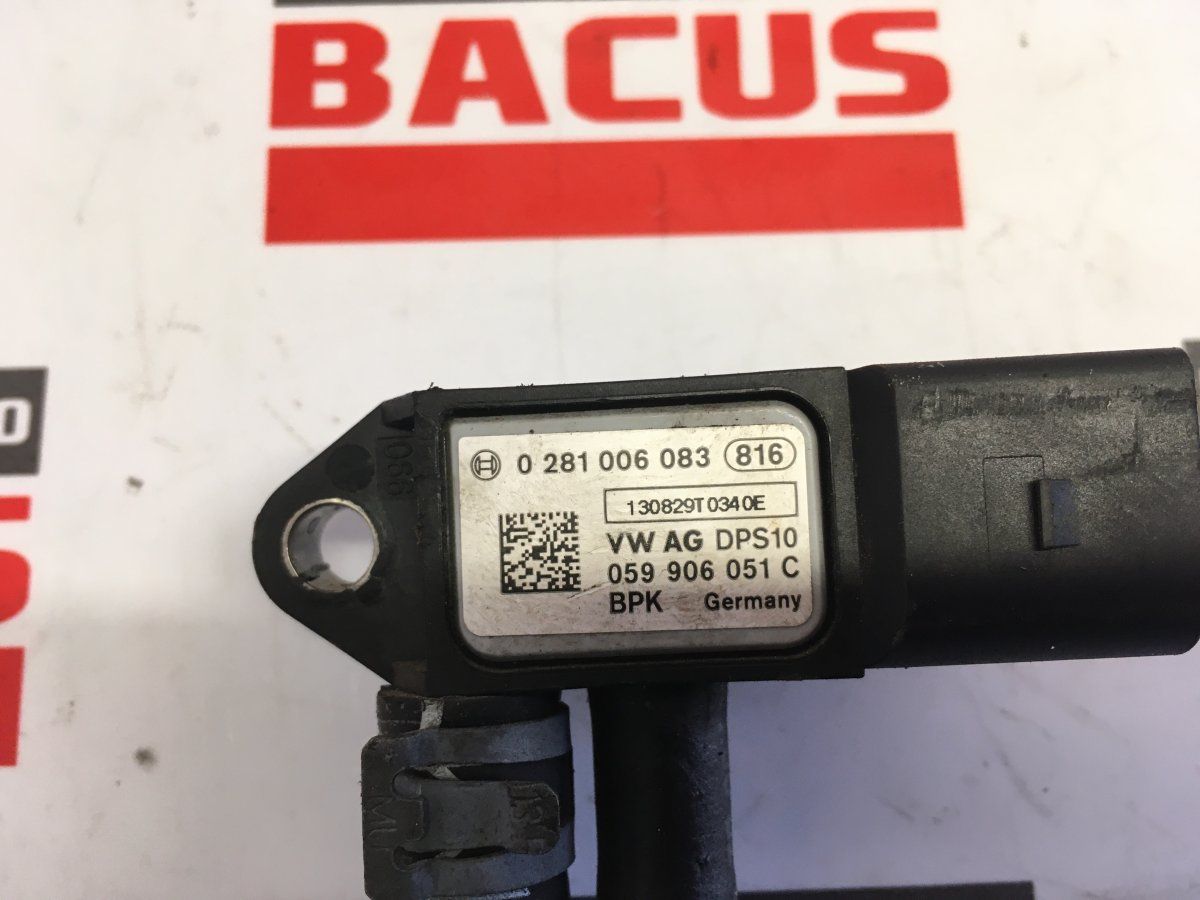 BACUS
0 281 006 083 816
130829T0340E
VW AG DPS10
059 906 051 C
BPK Germany